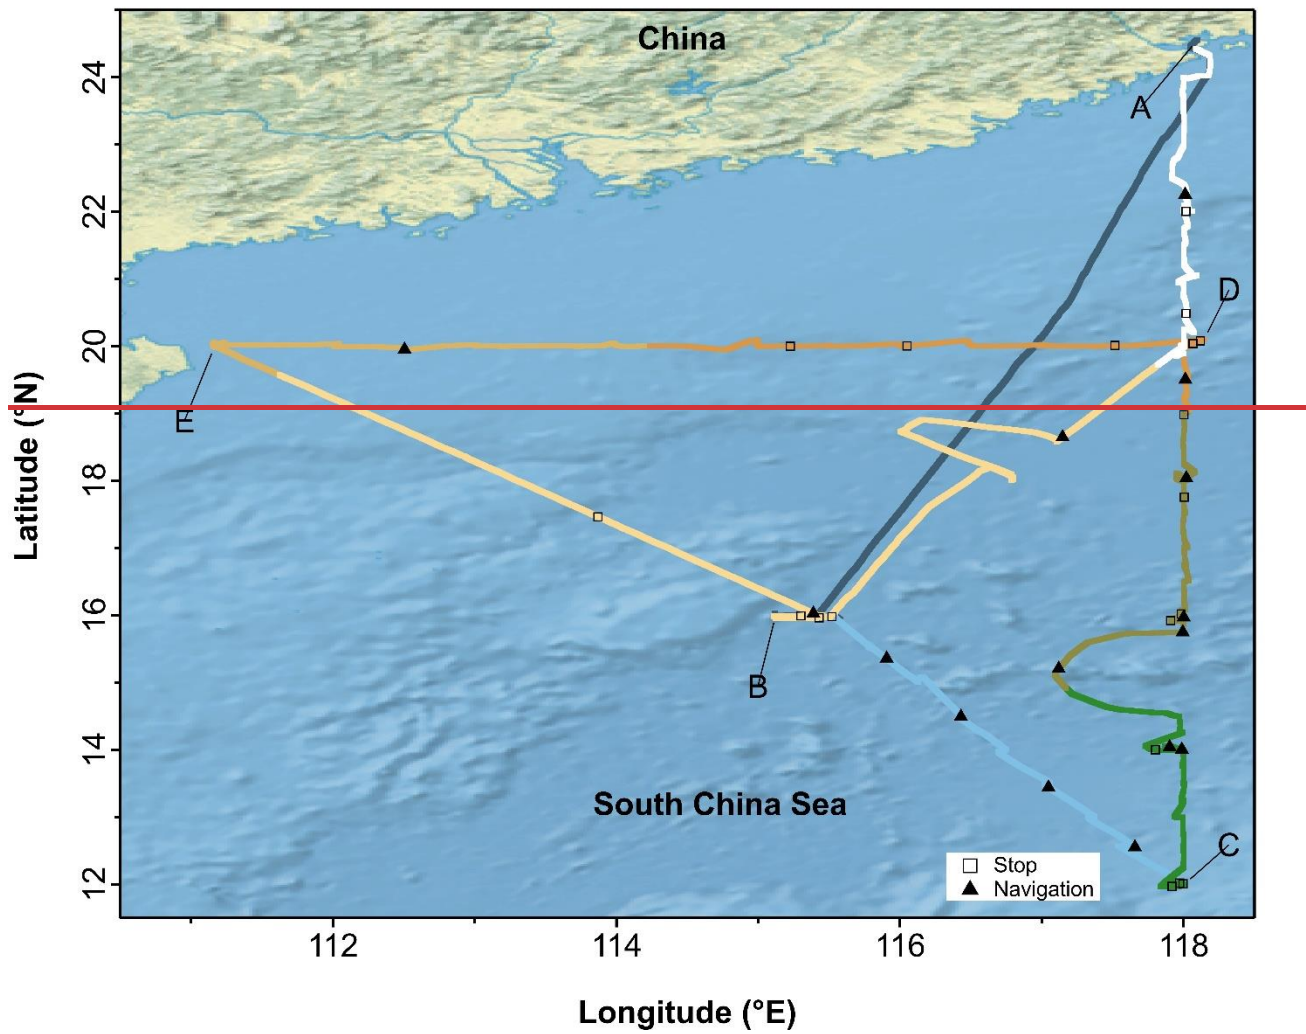 China
24
A
22
D
20
E
Latitude (°N)
18
16
B
14
South China Sea
C
Stop
Navigation
12
112
114
116
118
Longitude (°E)